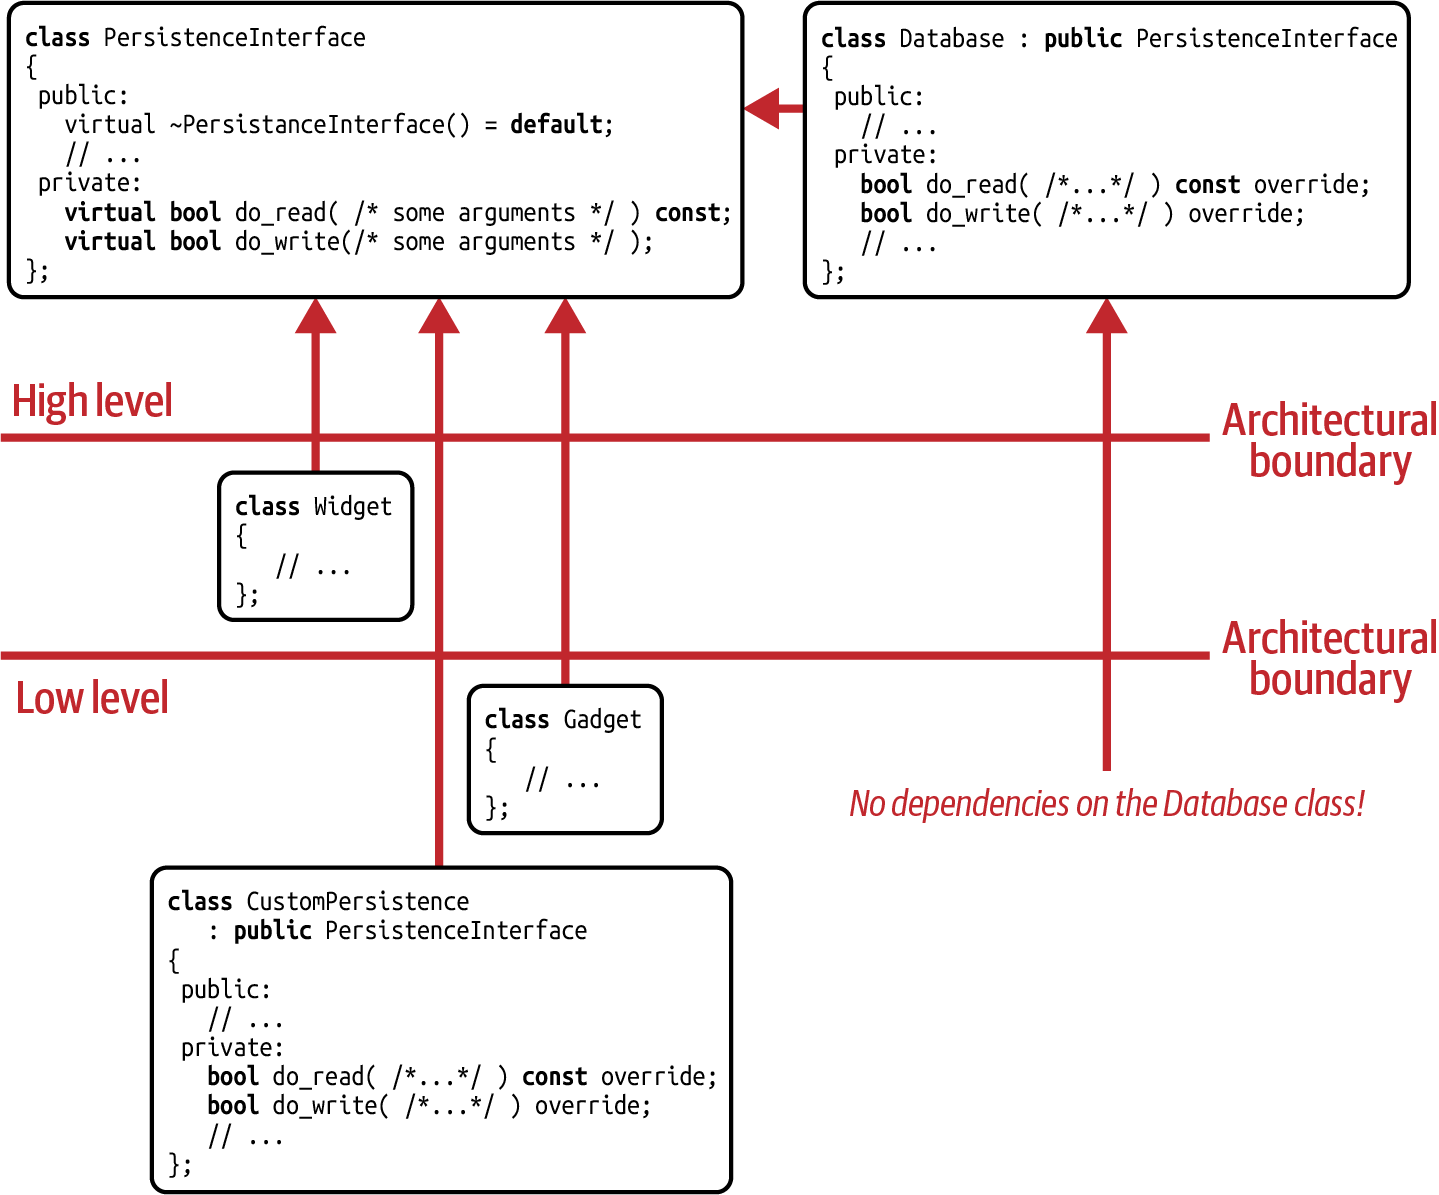 class PersistenceInterface
{
 public:
   virtual ~PersistanceInterface() = default;
   // ...
 private:
   virtual bool do_read( /* some arguments */ ) const;
   virtual bool do_write(/* some arguments */ );
};
class Database : public PersistenceInterface
{
 public:
   // ...
 private:
   bool do_read( /*...*/ ) const override;
   bool do_write( /*...*/ ) override;
   // ...
};
High level
Architectural
boundary
class Widget
{
   // ...
};
Architectural
boundary
Low level
class Gadget
{
   // ...
};
No dependencies on the Database class!
class CustomPersistence
   : public PersistenceInterface
{
 public:
   // ...
 private:
   bool do_read( /*...*/ ) const override;
   bool do_write( /*...*/ ) override;
   // ...
};